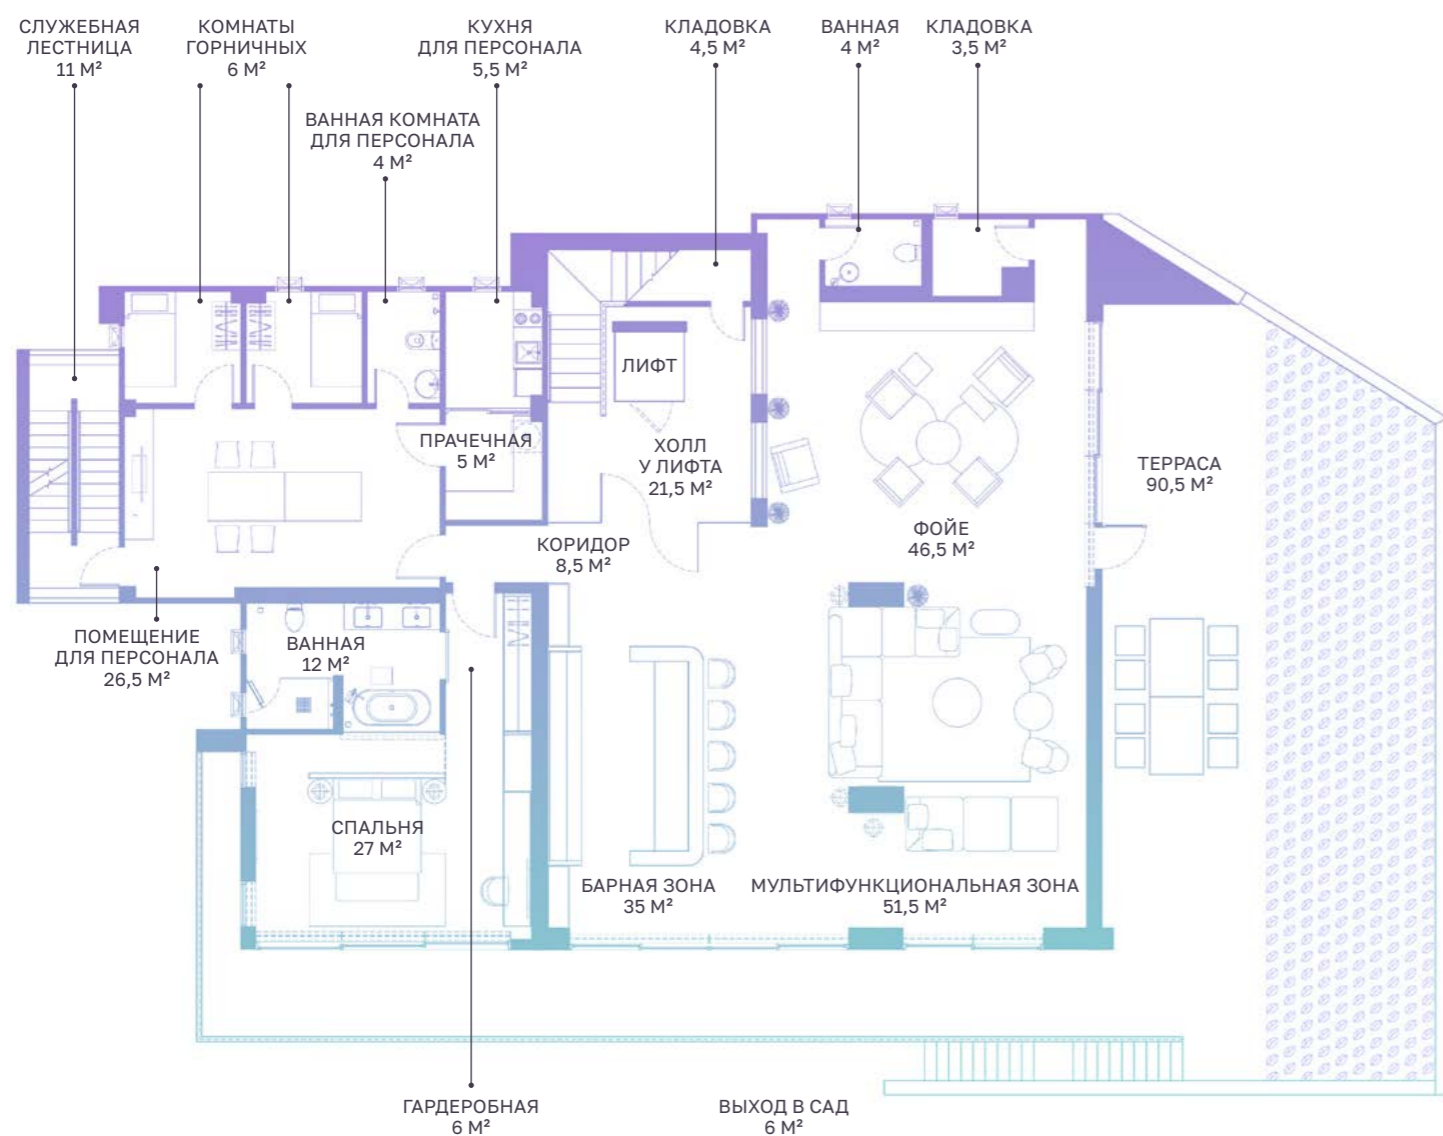 СЛУЖЕБНАЯ
ЛЕСТНИЦА
11 М²
КОМНАТЫ
ГОРНИЧНЫХ
6 М²
КУХНЯ
ДЛЯ ПЕРСОНАЛА
5,5 М²
КЛАДОВКА
4,5 М²
ВАННАЯ
4 М²
КЛАДОВКА
3,5 М²
ВАННАЯ КОМНАТА
ДЛЯ ПЕРСОНАЛА
4 М²
ЛИФТ
ПРАЧЕЧНАЯ
5 М²
ХОЛЛ
У ЛИФТА
21,5 М²
ТЕРРАСА
90,5 М²
ФОЙЕ
46,5 М²
КОРИДОР
8,5 М²
ПОМЕЩЕНИЕ
ДЛЯ ПЕРСОНАЛА
26,5 М²
ВАННАЯ
12 М²
СПАЛЬНЯ
27 М²
БАРНАЯ ЗОНА
35 М²
МУЛЬТИФУНКЦИОНАЛЬНАЯ ЗОНА
51,5 М²
ГАРДЕРОБНАЯ
6 М²
ВЫХОД В САД
6 М²